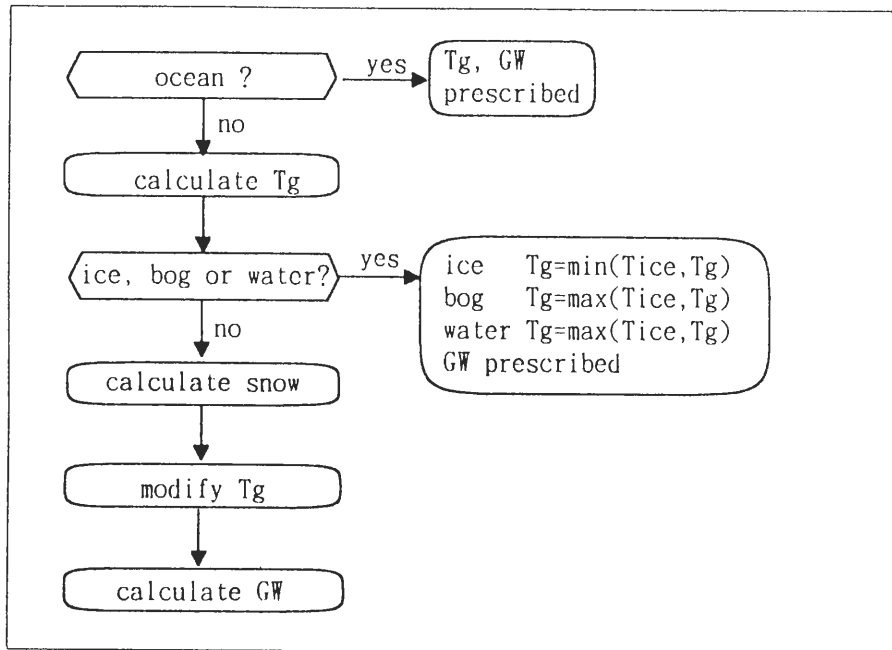 ocean ?
yes
Tg, GW
prescribed
no
calculate Tg
ice, bog or water?
yes
ice Tg=min(Tice,Tg)
bog Tg=max(Tice,Tg)
water Tg=max(Tice,Tg)
GW prescribed
no
calculate snow
modify Tg
calculate GW